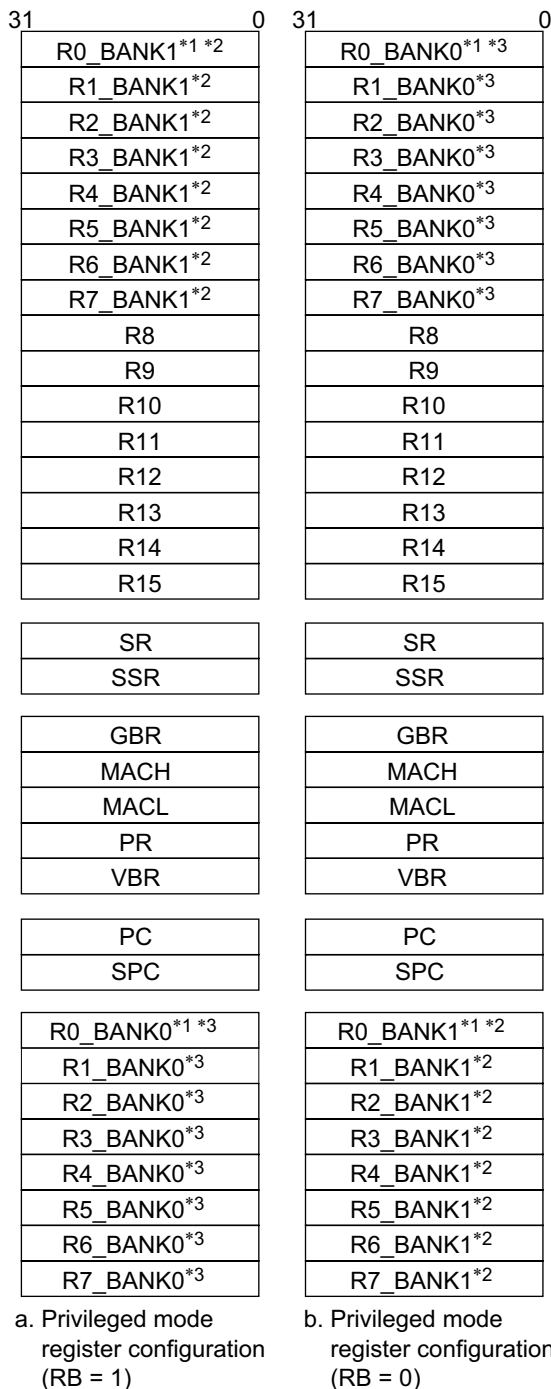 31 0
R0_BANK1*1 *2
R1_BANK1*2
R2_BANK1*2
R3_BANK1*2
R4_BANK1*2
R5_BANK1*2
R6_BANK1*2
R7_BANK1*2
R8
R9
R10
R11
R12
R13
R14
R15
SR
SSR
GBR
MACH
MACL
PR
VBR
PC
SPC
R0_BANK0*1 *3
R1_BANK0*3
R2_BANK0*3
R3_BANK0*3
R4_BANK0*3
R5_BANK0*3
R6_BANK0*3
R7_BANK0*3
a. Privileged mode
register configuration
(RB = 1)
31 0
R0_BANK0*1 *3
R1_BANK0*3
R2_BANK0*3
R3_BANK0*3
R4_BANK0*3
R5_BANK0*3
R6_BANK0*3
R7_BANK0*3
R8
R9
R10
R11
R12
R13
R14
R15
SR
SSR
GBR
MACH
MACL
PR
VBR
PC
SPC
R0_BANK1*1 *2
R1_BANK1*2
R2_BANK1*2
R3_BANK1*2
R4_BANK1*2
R5_BANK1*2
R6_BANK1*2
R7_BANK1*2
b. Privileged mode
register configuration
(RB = 0)